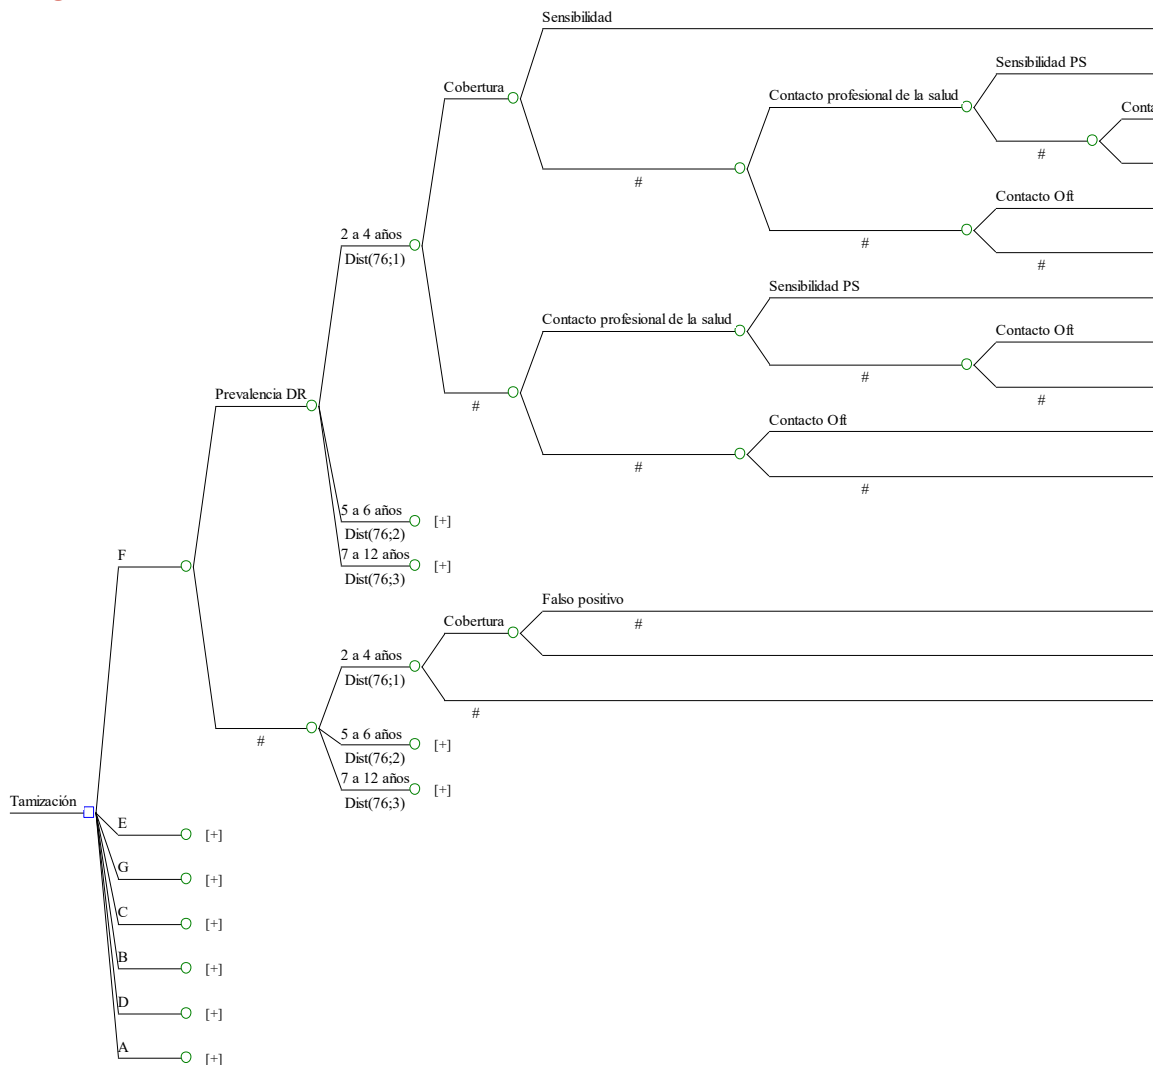 Sensibilidad
Sensibilidad PS
Cobertura
Contacto profesional de la salud
#
#
Contacto Oft
2 a 4 años
Dist(76;1)
#
#
Sensibilidad PS
Contacto profesional de la salud
Contacto Oft
#
Prevalencia DR
#
#
Contacto Oft
#
#
5 a 6 años
[+]
Dist(76;2)
7 a 12 años
[+]
Dist(76;3)
F
Falso positivo
#
Cobertura
2 a 4 años
Dist(76;1)
#
#
5 a 6 años
[+]
Dist(76;2)
7 a 12 años
[+]
Dist(76;3)
Tamización
E
[+]
G
[+]
C
[+]
B
[+]
D
[+]
A
[+]